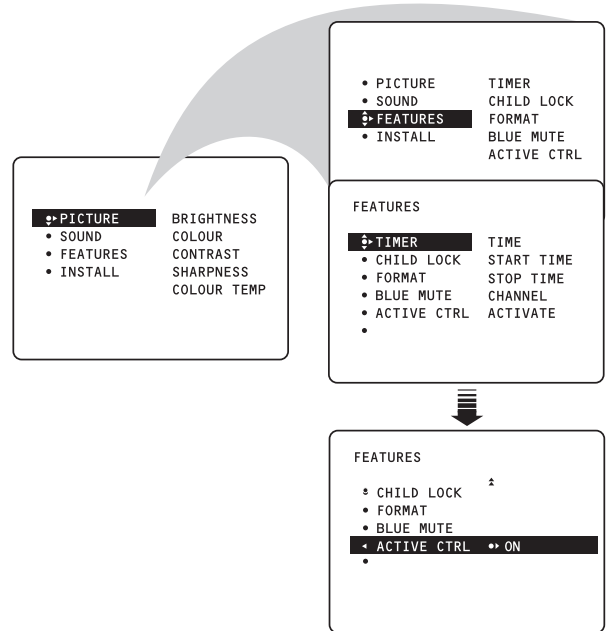 PICTURE BRIGHTNESS
SOUND COLOUR
FEATURES CONTRAST
INSTALL SHARPNESS
COLOUR TEMP
PICTURE TIMER
SOUND CHILD LOCK
FEATURES FORMAT
INSTALL BLUE MUTE
ACTIVE CTRL
FEATURES
TIMER TIME
CHILD LOCK START TIME
FORMAT STOP TIME
BLUE MUTE CHANNEL
ACTIVE CTRL ACTIVATE
FEATURES
CHILD LOCK
FORMAT
BLUE MUTE
ACTIVE CTRL ON